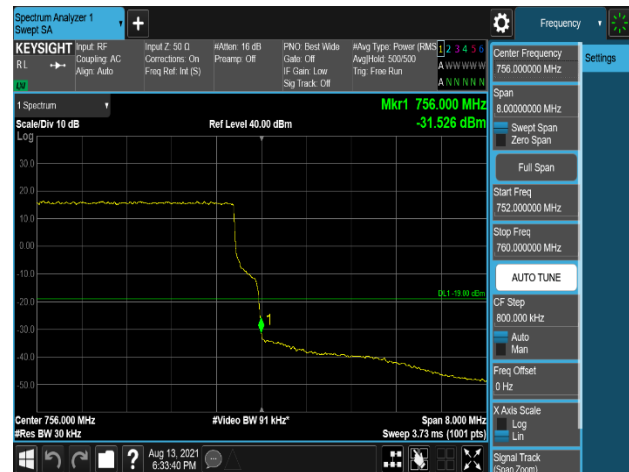 Spectrum Analyzer 1
Swept SA
Frequency
KEYSIGHT
RL
Input: RF
Coupling: AC
Align: Auto
Input Z: 50 Ω
Corrections: On
Freq Ref: Int (S)
#Atten: 16 dB
Preamp: Off
PNO: Best Wide
Gate: Off
IF Gain: Low
Sig Track: Off
#Avg Type: Power (RMS
Avg|Hold: 500/500
Trig: Free Run
1 2 3 4 5 6
A W W W W W
A N N N N N
1 Spectrum
Scale/Div 10 dB
Ref Level 40.00 dBm
Mkr1 756.000 MHz
-31.526 dBm
Log
30.0
20.0
10.0
0.00
-10.0
-20.0
-30.0
-40.0
-50.0
DL1 -19.00 dBm
1
Center 756.000 MHz
#Res BW 30 kHz
#Video BW 91 kHz*
Span 8.000 MHz
Sweep 3.73 ms (1001 pts)
Aug 13, 2021
6:33:40 PM
Center Frequency
756.000000 MHz
Span
8.00000000 MHz
Swept Span
Zero Span
Full Span
Start Freq
752.000000 MHz
Stop Freq
760.000000 MHz
AUTO TUNE
CF Step
800.000 kHz
Auto
Man
Freq Offset
0 Hz
X Axis Scale
Log
Lin
Signal Track
(Span Zoom)
Settings